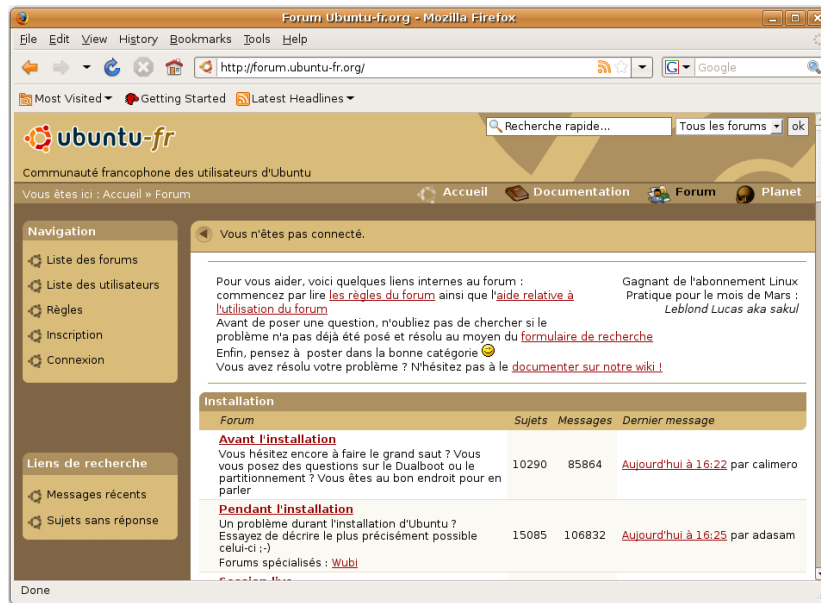 Forum Ubuntu-fr.org - Mozilla Firefox
File Edit View History Bookmarks Tools Help
http://forum.ubuntu-fr.org/ G Google
Most Visited Getting Started Latest Headlines
ubuntu-fr
Recherche rapide... Tous les forums ok
Communauté francophone des utilisateurs d'Ubuntu
Vous êtes ici : Accueil » Forum
Accueil Documentation Forum Planet
Navigation
Liste des forums
Liste des utilisateurs
Règles
Inscription
Connexion
Liens de recherche
Messages récents
Sujets sans réponse
Vous n'êtes pas connecté.
Pour vous aider, voici quelques liens internes au forum :
commencez par lire les règles du forum ainsi que l'aide relative à
l'utilisation du forum
Avant de poser une question, n'oubliez pas de chercher si le
problème n'a pas déjà été posé et résolu au moyen du formulaire de recherche
Enfin, pensez à poster dans la bonne catégorie
Vous avez résolu votre problème ? N'hésitez pas à le documenter sur notre wiki !
Gagnant de l'abonnement Linux
Pratique pour le mois de Mars :
Leblond Lucas aka sakul
Installation
Forum Sujets Messages Dernier message
Avant l'installation
Vous hésitez encore à faire le grand saut ? Vous
vous posez des questions sur le Dualboot ou le
partitionnement ? Vous êtes au bon endroit pour en
parler
10290 85864 Aujourd'hui à 16:22 par calimero
Pendant l'installation
Un problème durant l'installation d'Ubuntu ?
Essayez de décrire le plus précisément possible
celui-ci ;-)
Forums spécialisés : Wubi
15085 106832 Aujourd'hui à 16:25 par adasam
Done